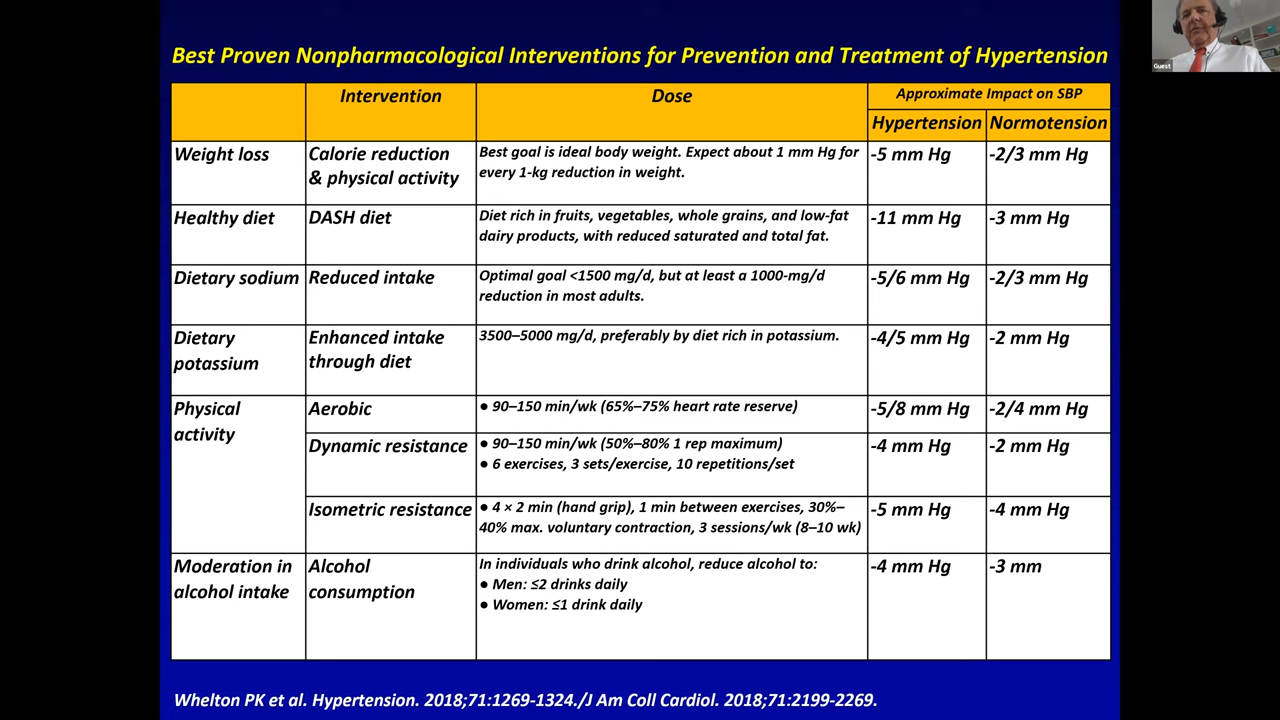 Best Proven Nonpharmacological Interventions for Prevention and Treatment of Hypertension
Intervention
Dose
Approximate Impact on SBP
Hypertension
Normotension
Weight loss
Calorie reduction
& physical activity
Best goal is ideal body weight. Expect about 1 mm Hg for
every 1-kg reduction in weight.
-5 mm Hg
-2/3 mm Hg
Healthy diet
DASH diet
Diet rich in fruits, vegetables, whole grains, and low-fat
dairy products, with reduced saturated and total fat.
-11 mm Hg
-3 mm Hg
Dietary sodium
Reduced intake
Optimal goal <1500 mg/d, but at least a 1000-mg/d
reduction in most adults.
-5/6 mm Hg
-2/3 mm Hg
Dietary
potassium
Enhanced intake
through diet
3500–5000 mg/d, preferably by diet rich in potassium.
-4/5 mm Hg
-2 mm Hg
Physical
activity
Aerobic
● 90–150 min/wk (65%–75% heart rate reserve)
-5/8 mm Hg
-2/4 mm Hg
Dynamic resistance
● 90–150 min/wk (50%–80% 1 rep maximum)
● 6 exercises, 3 sets/exercise, 10 repetitions/set
-4 mm Hg
-2 mm Hg
Isometric resistance
● 4 × 2 min (hand grip), 1 min between exercises, 30%–
40% max. voluntary contraction, 3 sessions/wk (8–10 wk)
-5 mm Hg
-4 mm Hg
Moderation in
alcohol intake
Alcohol
consumption
In individuals who drink alcohol, reduce alcohol to:
● Men: ≤2 drinks daily
● Women: ≤1 drink daily
-4 mm Hg
-3 mm
Whelton PK et al. Hypertension. 2018;71:1269-1324./J Am Coll Cardiol. 2018;71:2199-2269.
Guest